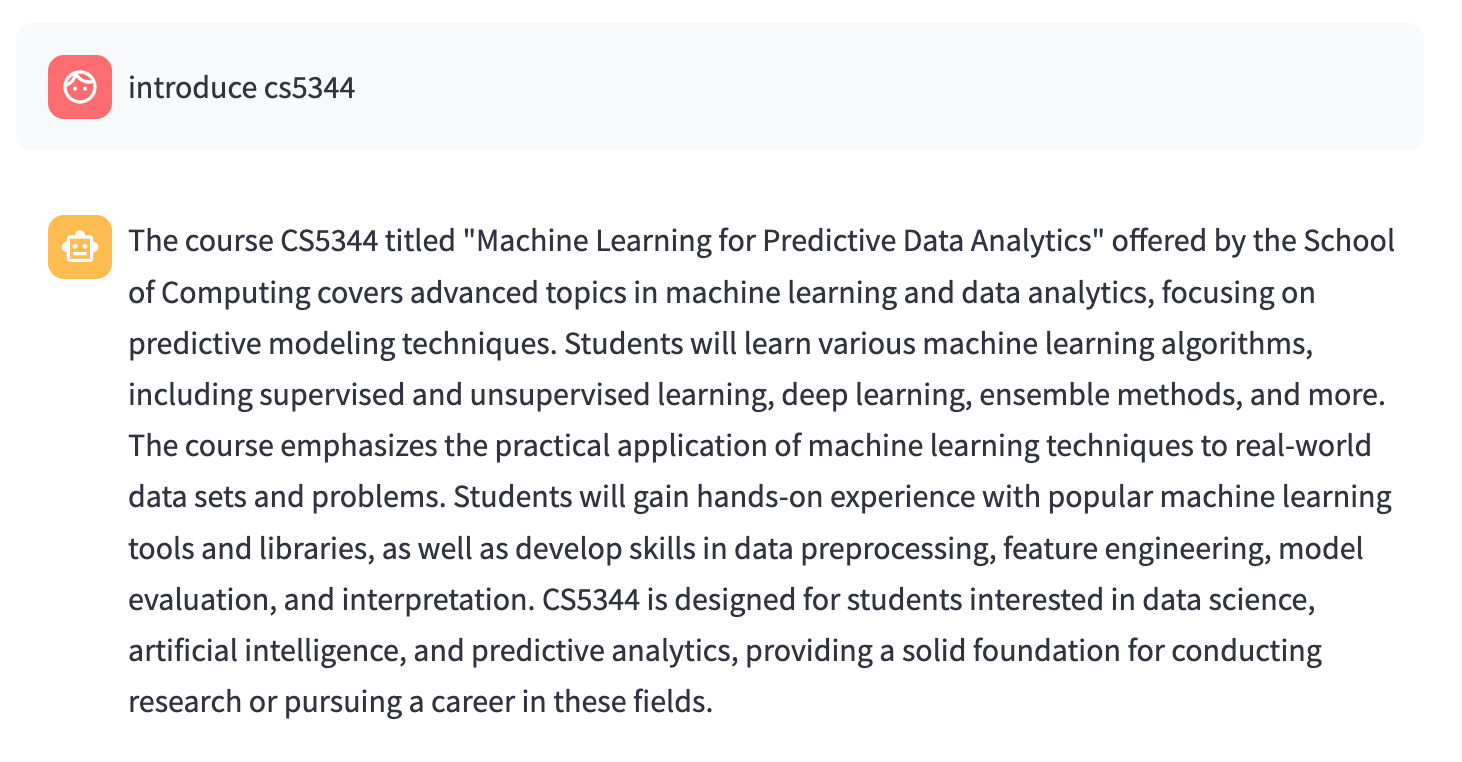 introduce cs5344
The course CS5344 titled "Machine Learning for Predictive Data Analytics" offered by the School
of Computing covers advanced topics in machine learning and data analytics, focusing on
predictive modeling techniques. Students will learn various machine learning algorithms,
including supervised and unsupervised learning, deep learning, ensemble methods, and more.
The course emphasizes the practical application of machine learning techniques to real-world
data sets and problems. Students will gain hands-on experience with popular machine learning
tools and libraries, as well as develop skills in data preprocessing, feature engineering, model
evaluation, and interpretation. CS5344 is designed for students interested in data science,
artificial intelligence, and predictive analytics, providing a solid foundation for conducting
research or pursuing a career in these fields.